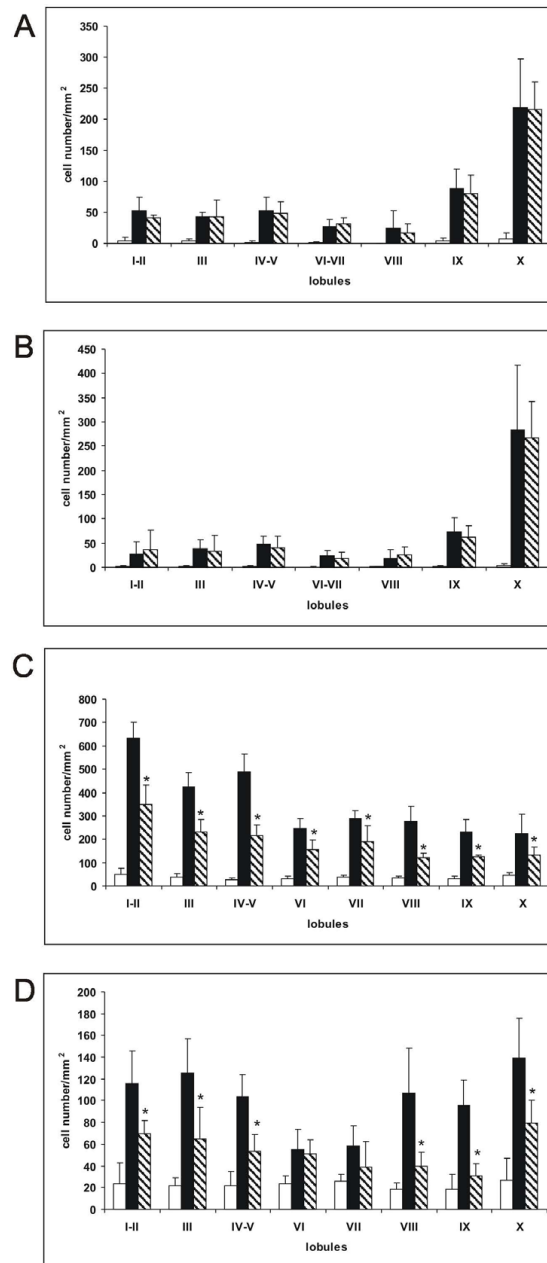 A
cell number/mm²
350
300
250
200
150
100
50
0
I-II III IV-V VI-VII VIII IX X
lobules
B
cell number/mm²
450
400
350
300
250
200
150
100
50
0
I-II III IV-V VI-VII VIII IX X
lobules
C
cell number/mm²
800
700
600
500
400
300
200
100
0
* * * * * * * *
I-II III IV-V VI VII VIII IX X
lobules
D
cell number/mm²
200
180
160
140
120
100
80
60
40
20
0
* * * * * *
I-II III IV-V VI VII VIII IX X
lobules